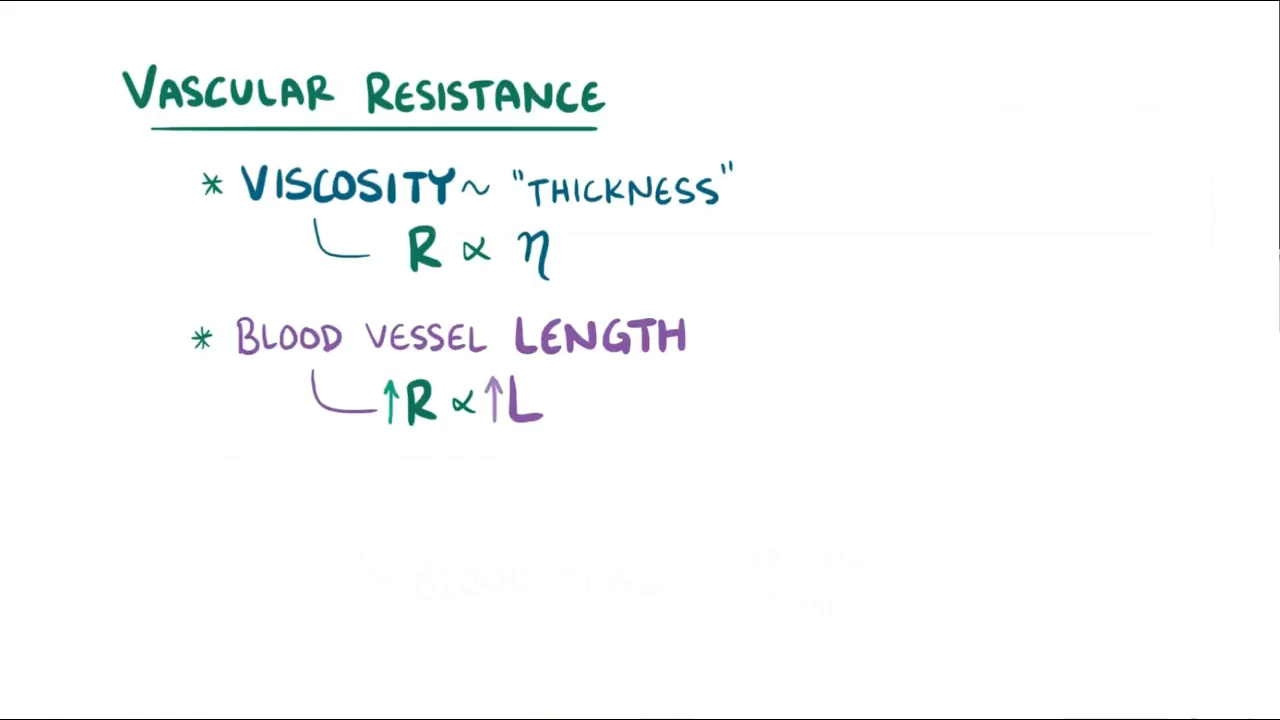 VASCULAR RESISTANCE
* VISCOSITY ~ "THICKNESS"
R ∝ η
* BLOOD VESSEL LENGTH
↑R ∝ ↑L